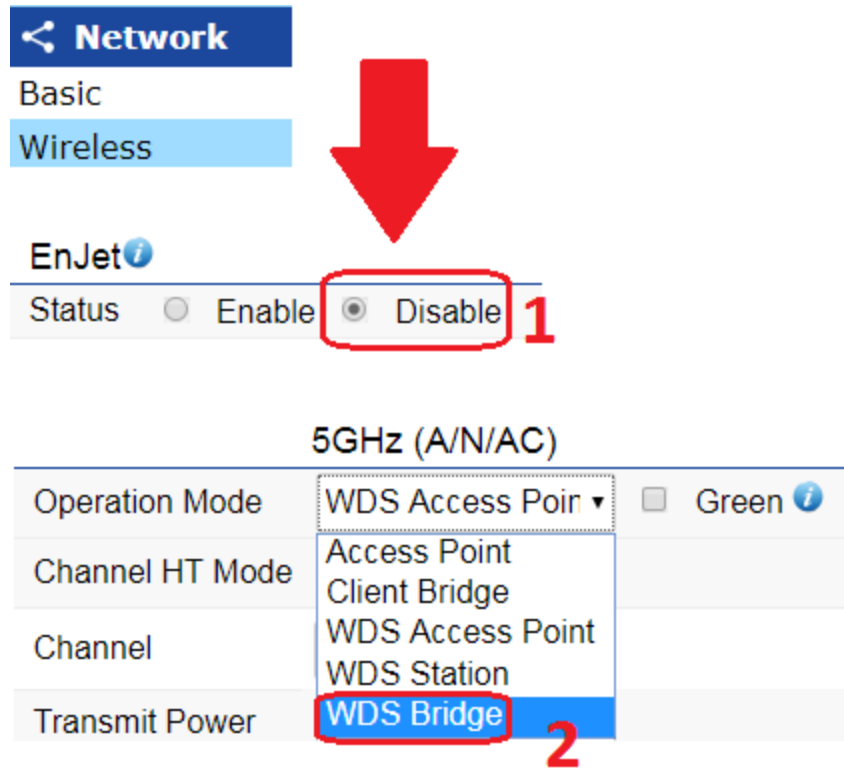 Network
Basic
Wireless
EnJet
Status Enable Disable 1
5GHz (A/N/AC)
Operation Mode WDS Access Poin Green
Access Point
Channel HT Mode Client Bridge
WDS Access Point
Channel
WDS Station
Transmit Power WDS Bridge 2